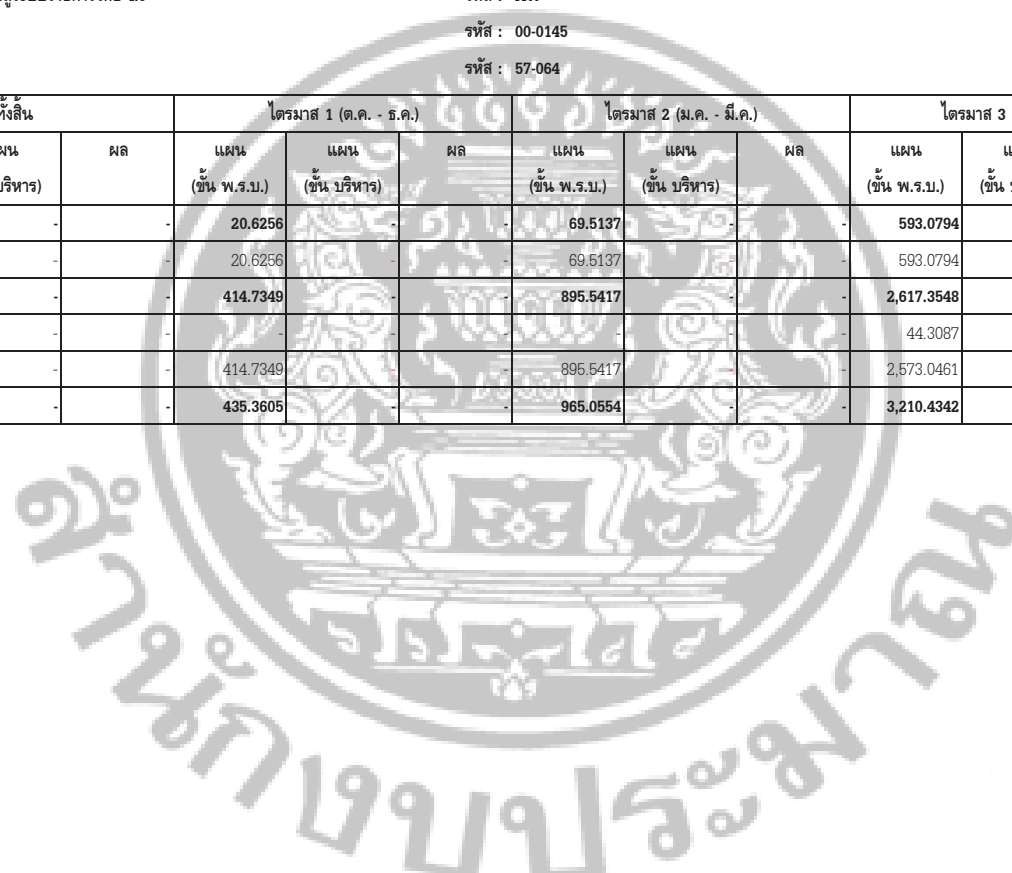 รหัส : 00-0145
รหัส : 57-064
ทั้งสิ้น ไตรมาส 1 (ต.ค. - ธ.ค.) ไตรมาส 2 (ม.ค. - มี.ค.) ไตรมาส 3
ผล แผน แผน ผล แผน แผน ผล แผน
(ขั้น พ.ร.บ.) (ขั้น บริหาร) (ขั้น พ.ร.บ.) (ขั้น บริหาร) (ขั้น พ.ร.บ.) (ขั้น
- - 20.6256 - - 69.5137 - - 593.0794
- - 20.6256 - - 69.5137 - - 593.0794
- - 414.7349 - - 895.5417 - - 2,617.3548
- - - - - - - - 44.3087
- - 414.7349 - - 895.5417 - - 2,573.0461
- - 435.3605 - - 965.0554 - - 3,210.4342
สำนักงบประมาณ